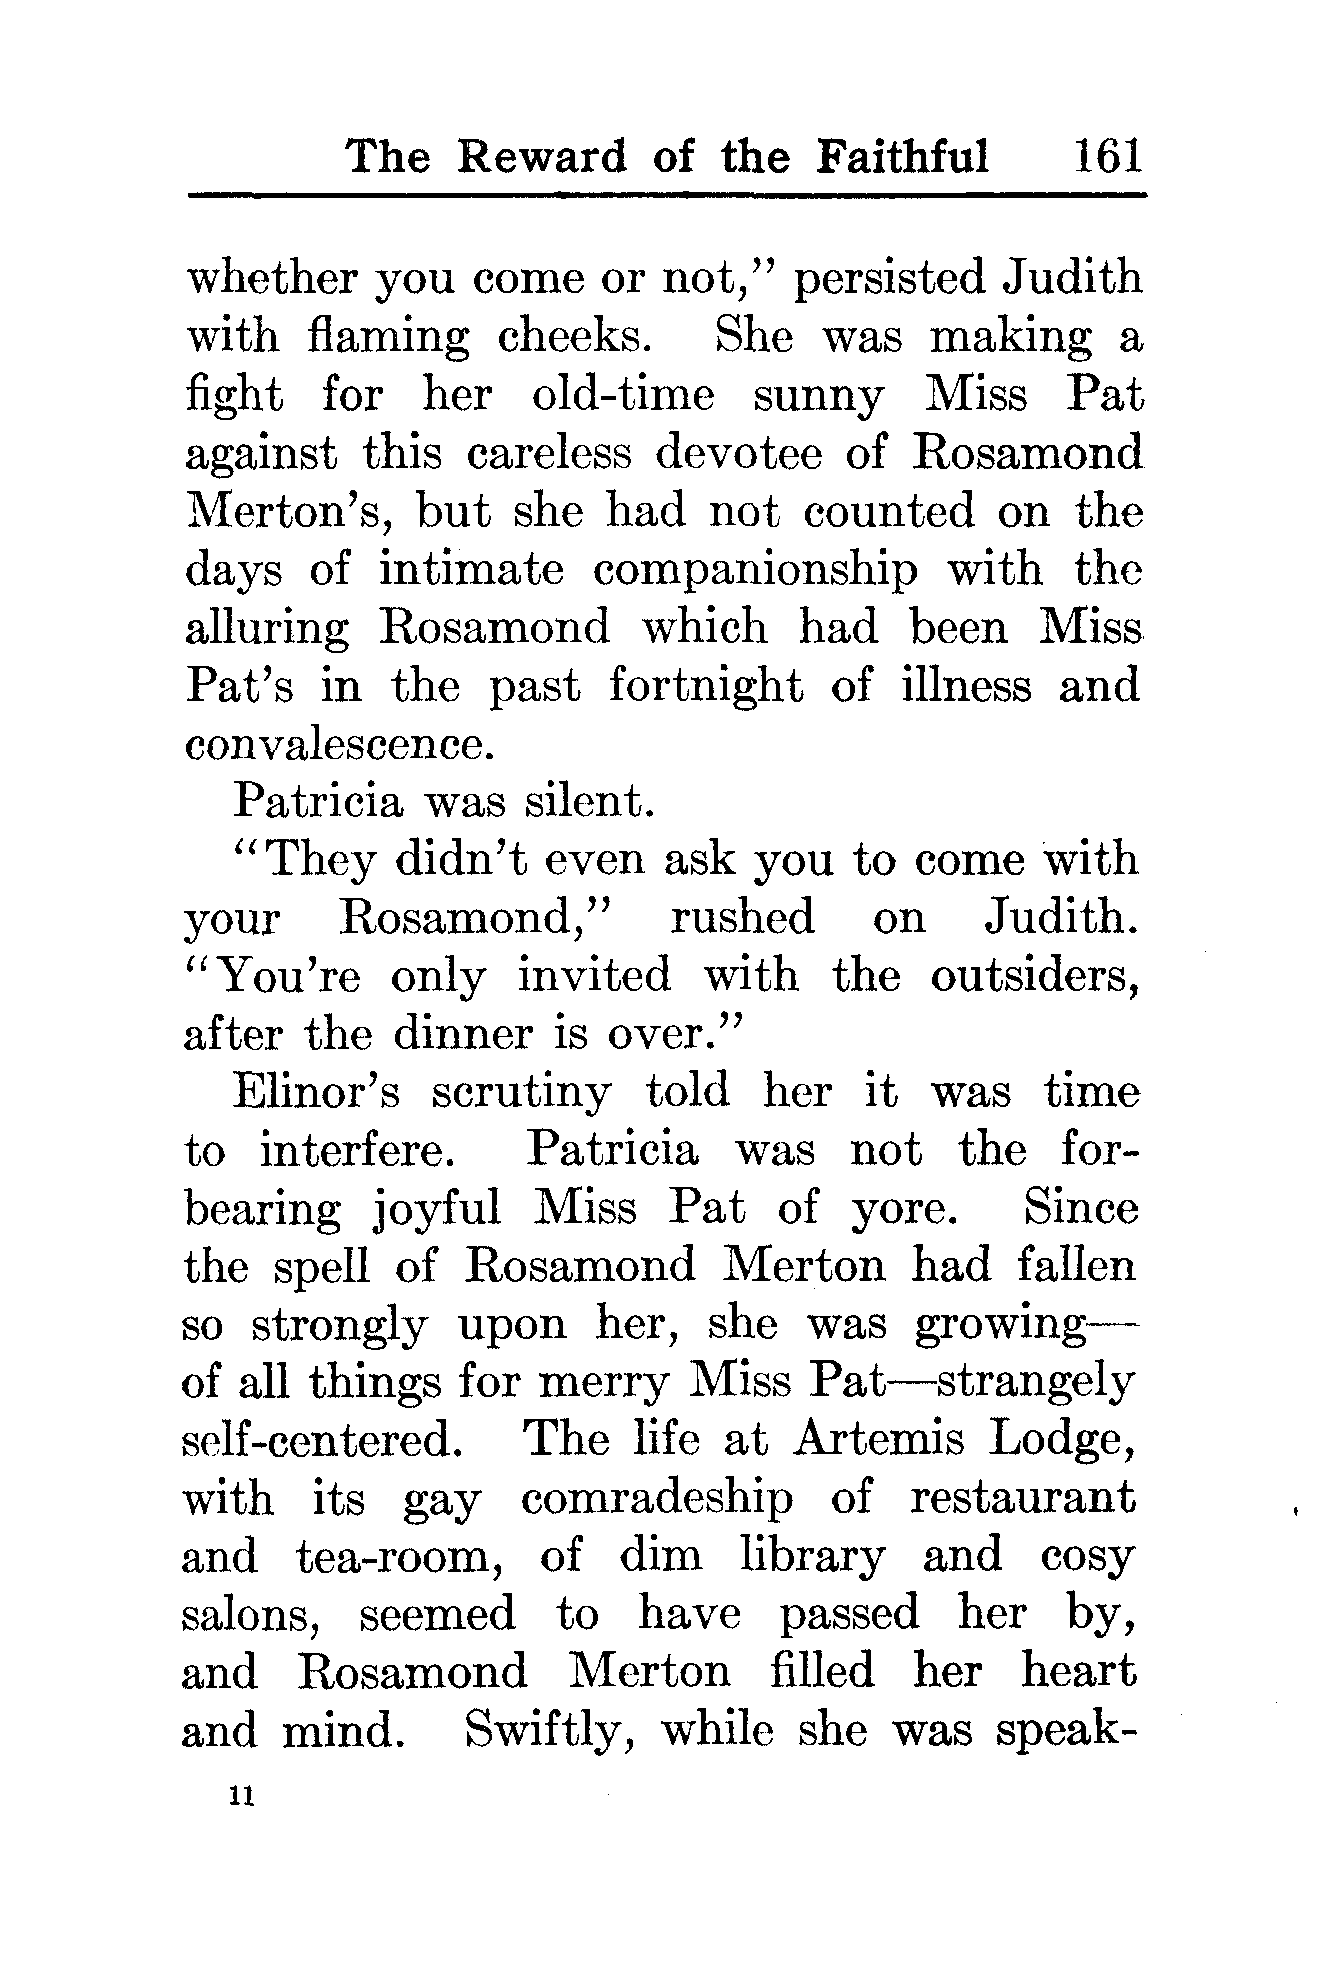 The Reward of the Faithful 161
whether you come or not,” persisted Judith
with flaming cheeks. She was making a
fight for her old-time sunny Miss Pat
against this careless devotee of Rosamond
Merton’s, but she had not counted on the
days of intimate companionship with the
alluring Rosamond which had been Miss
Pat’s in the past fortnight of illness and
convalescence.
Patricia was silent.
“They didn’t even ask you to come with
your Rosamond,” rushed on Judith.
“You’re only invited with the outsiders,
after the dinner is over.”
Elinor’s scrutiny told her it was time
to interfere. Patricia was not the for-
bearing joyful Miss Pat of yore. Since
the spell of Rosamond Merton had fallen
so strongly upon her, she was growing—
of all things for merry Miss Pat—strangely
self-centered. The life at Artemis Lodge,
with its gay comradeship of restaurant
and tea-room, of dim library and cosy
salons, seemed to have passed her by,
and Rosamond Merton filled her heart
and mind. Swiftly, while she was speak-
11